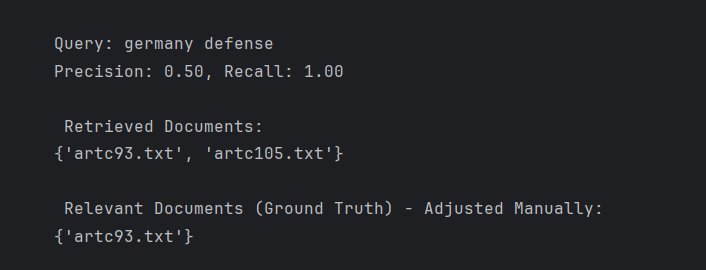 Query: germany defense
Precision: 0.50, Recall: 1.00
Retrieved Documents:
{'artc93.txt', 'artc105.txt'}
Relevant Documents (Ground Truth) - Adjusted Manually:
{'artc93.txt'}